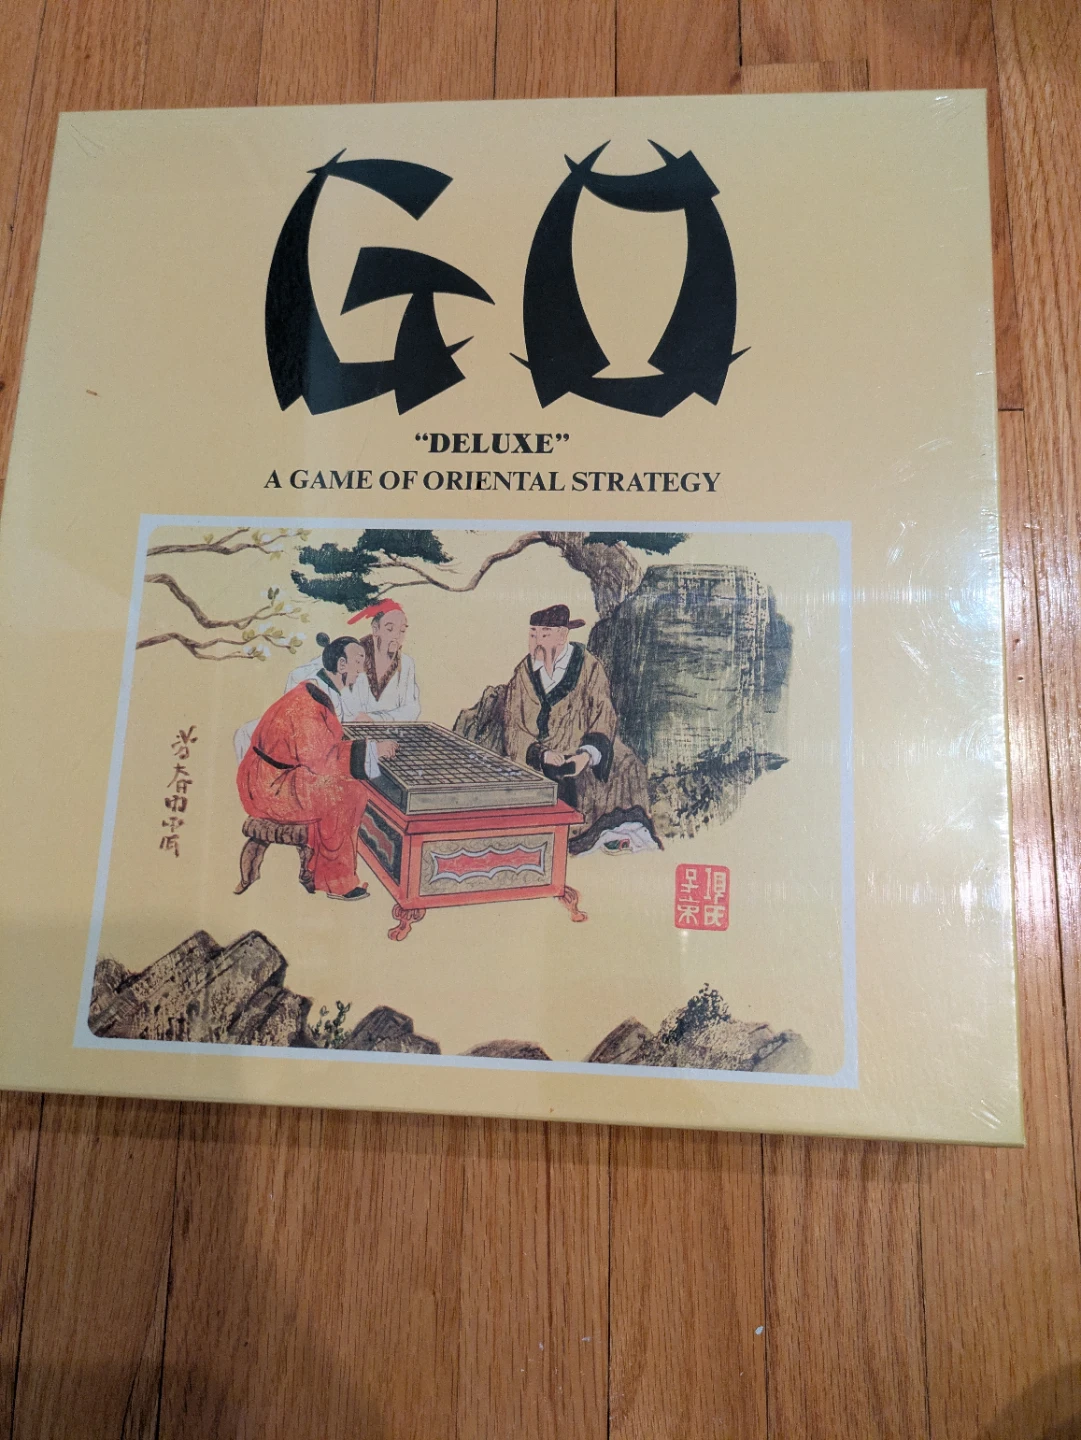 GO
“DELUXE”
A GAME OF ORIENTAL STRATEGY